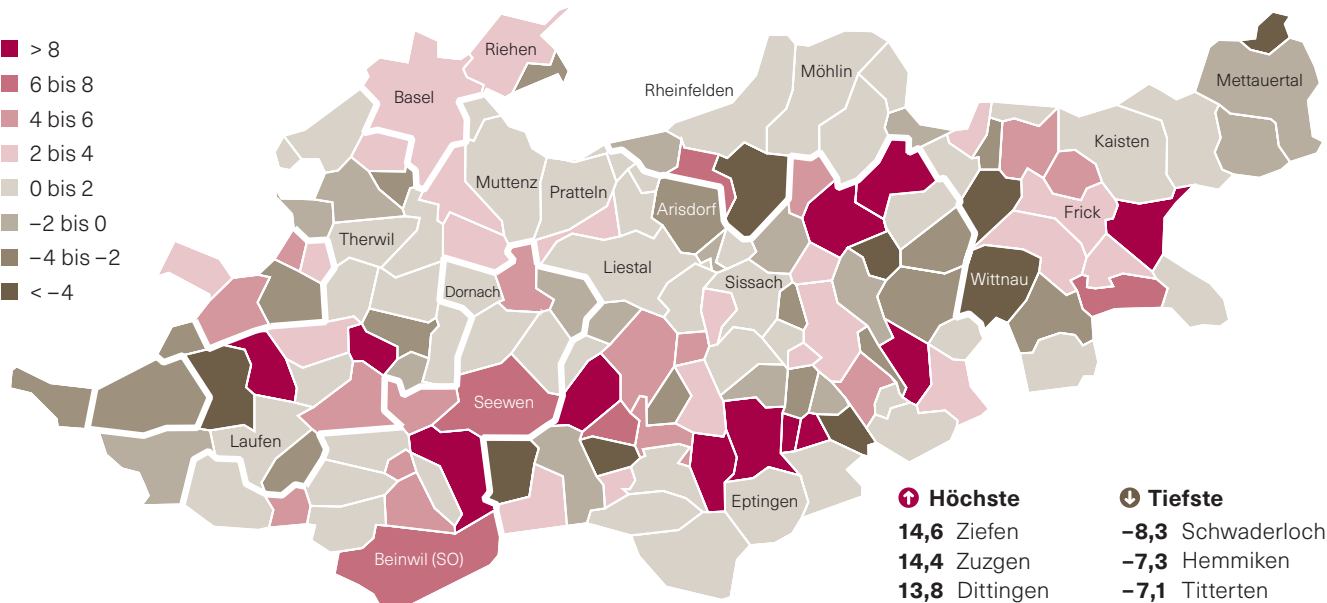 > 8
6 bis 8
4 bis 6
2 bis 4
0 bis 2
–2 bis 0
–4 bis –2
< –4
Riehen
Basel
Rheinfelden
Möhlin
Mettauertal
Kaisten
Muttenz
Pratteln
Arisdorf
Frick
Therwil
Liestal
Sissach
Wittnau
Dornach
Seewen
Laufen
Eptingen
Beinwil (SO)
Höchste
14,6 Ziefen
14,4 Zuzgen
13,8 Dittingen
Tiefste
–8,3 Schwaderloch
–7,3 Hemmiken
–7,1 Titterten